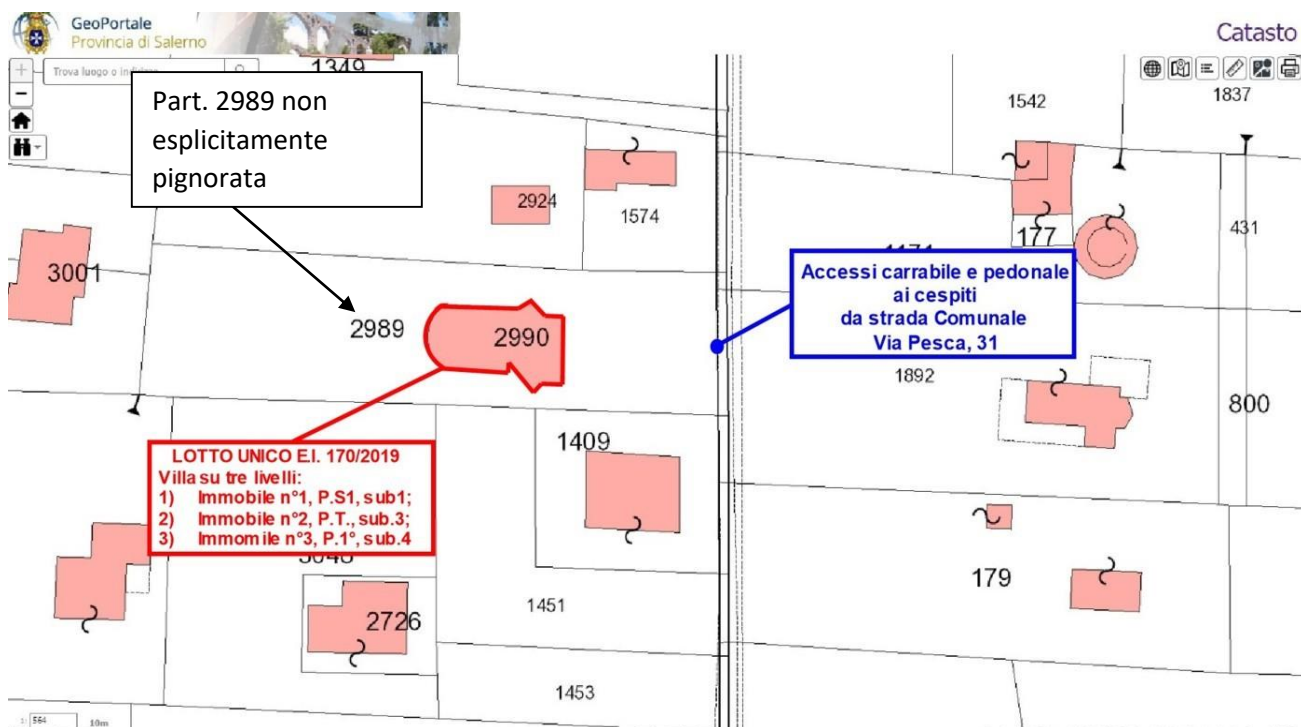 GeoPortale
Provincia di Salerno
Catasto
Trova luogo o indirizzo
1349
Part. 2989 non
esplicitamente
pignorata
1542
1837
2924
1574
177
431
3001
Accessi carrabile e pedonale
ai cespiti
da strada Comunale
Via Pesca, 31
2989
2990
1892
800
1409
LOTTO UNICO E.I. 170/2019
Villa su tre livelli:
1) Immobile n°1, P.S1, sub1;
2) Immobile n°2, P.T., sub.3;
3) Immomile n°3, P.1°, sub.4
179
1451
2726
1453
564
10m